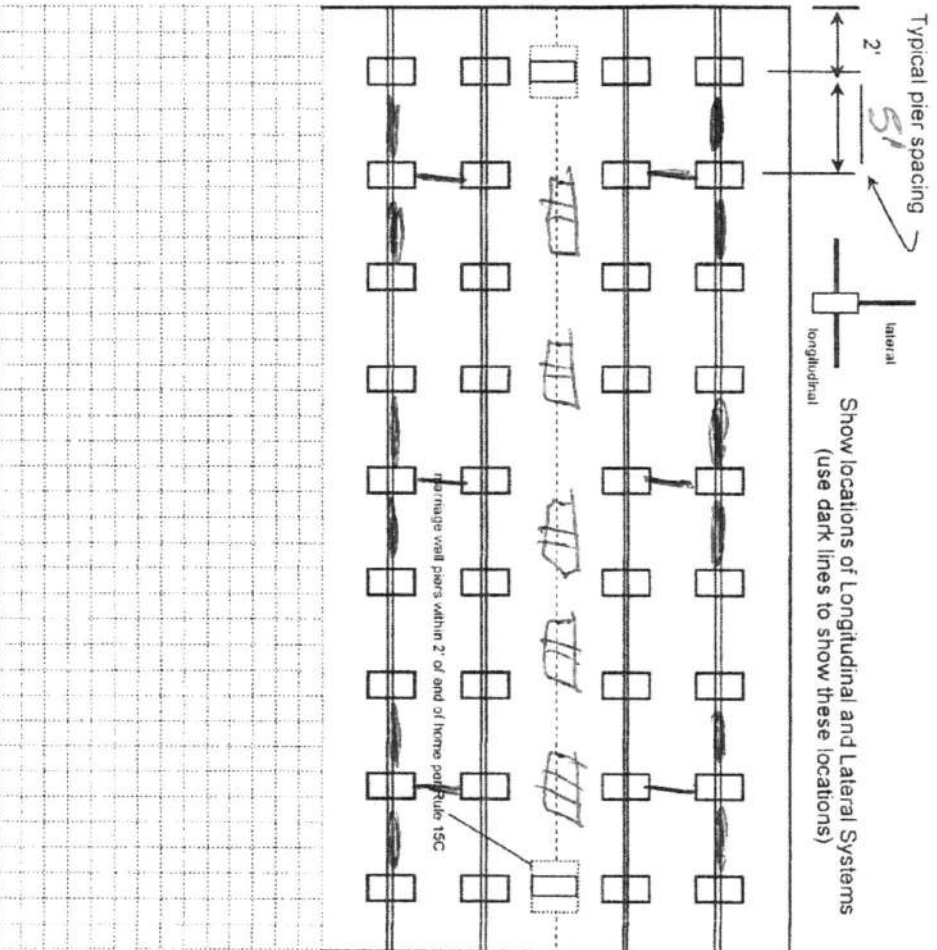 Typical pier spacing
2'
5'
lateral
longitudinal
Show locations of Longitudinal and Lateral Systems
(use dark lines to show these locations)
marriage wall piers within 2' of end of home per Rule 15C